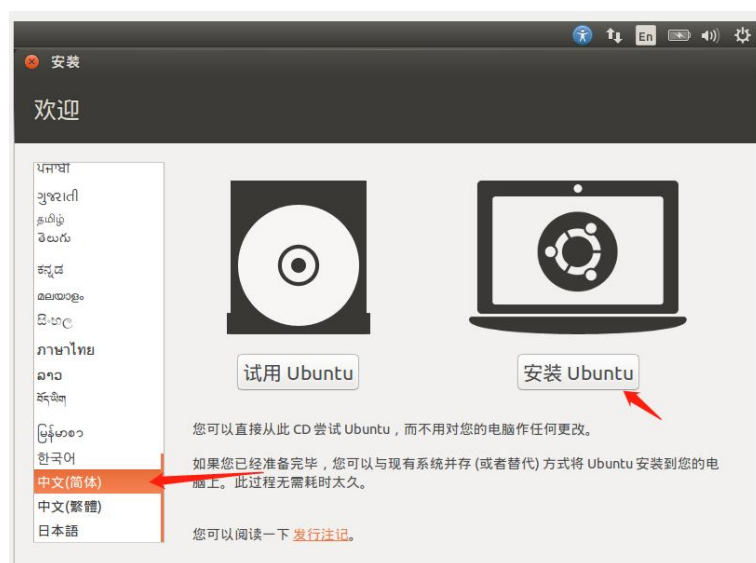 En
安装
欢迎
ਪੰਜਾਬੀ
ગુજરાતી
தமிழ்
తెలుగు
ಕನ್ನಡ
മലയാളം
සිංහල
ภาษาไทย
ລາວ
བོད་ཡིག
မြန်မာစာ
한국어
中文(简体)
中文(繁體)
日本語
试用 Ubuntu
安装 Ubuntu
您可以直接从此 CD 尝试 Ubuntu，而不用对您的电脑作任何更改。
如果您已经准备完毕，您可以与现有系统并存 (或者替代) 方式将 Ubuntu 安装到您的电
脑上。此过程无需耗时太久。
您可以阅读一下 发行注记。